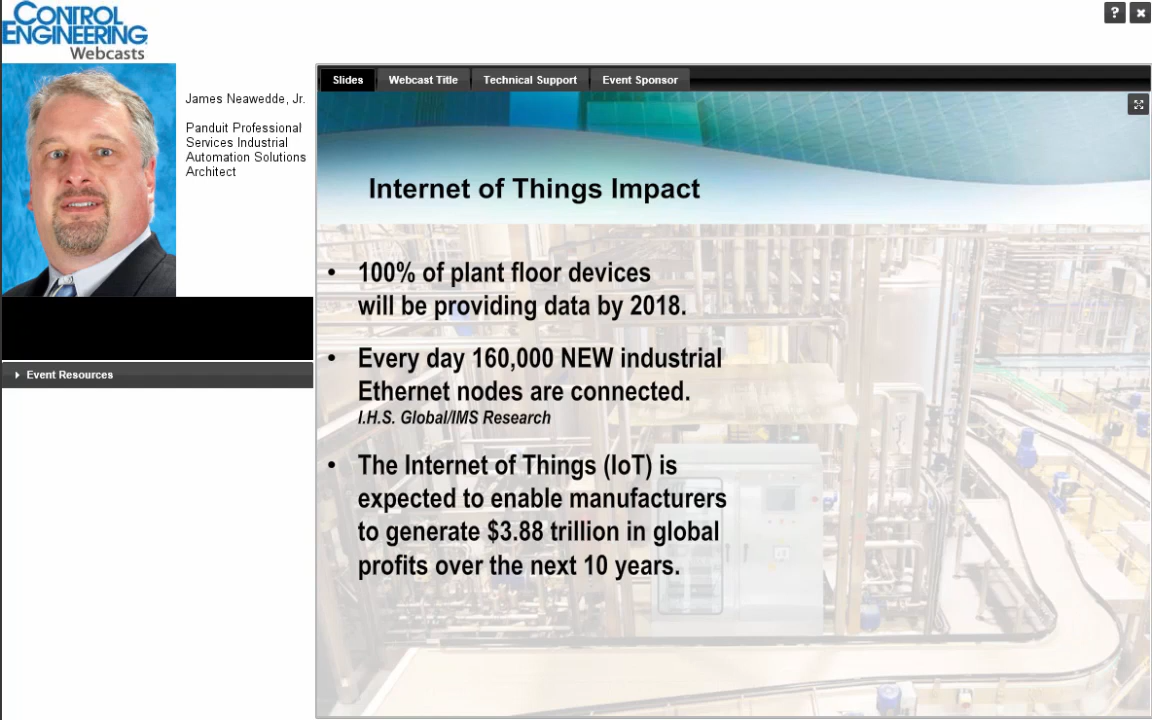 CONTROL
ENGINEERING
Webcasts
?
James Neawedde, Jr.
Panduit Professional
Services Industrial
Automation Solutions
Architect
Event Resources
Slides
Webcast Title
Technical Support
Event Sponsor
Internet of Things Impact
• 100% of plant floor devices
will be providing data by 2018.
• Every day 160,000 NEW industrial
Ethernet nodes are connected.
I.H.S. Global/IMS Research
• The Internet of Things (IoT) is
expected to enable manufacturers
to generate $3.88 trillion in global
profits over the next 10 years.